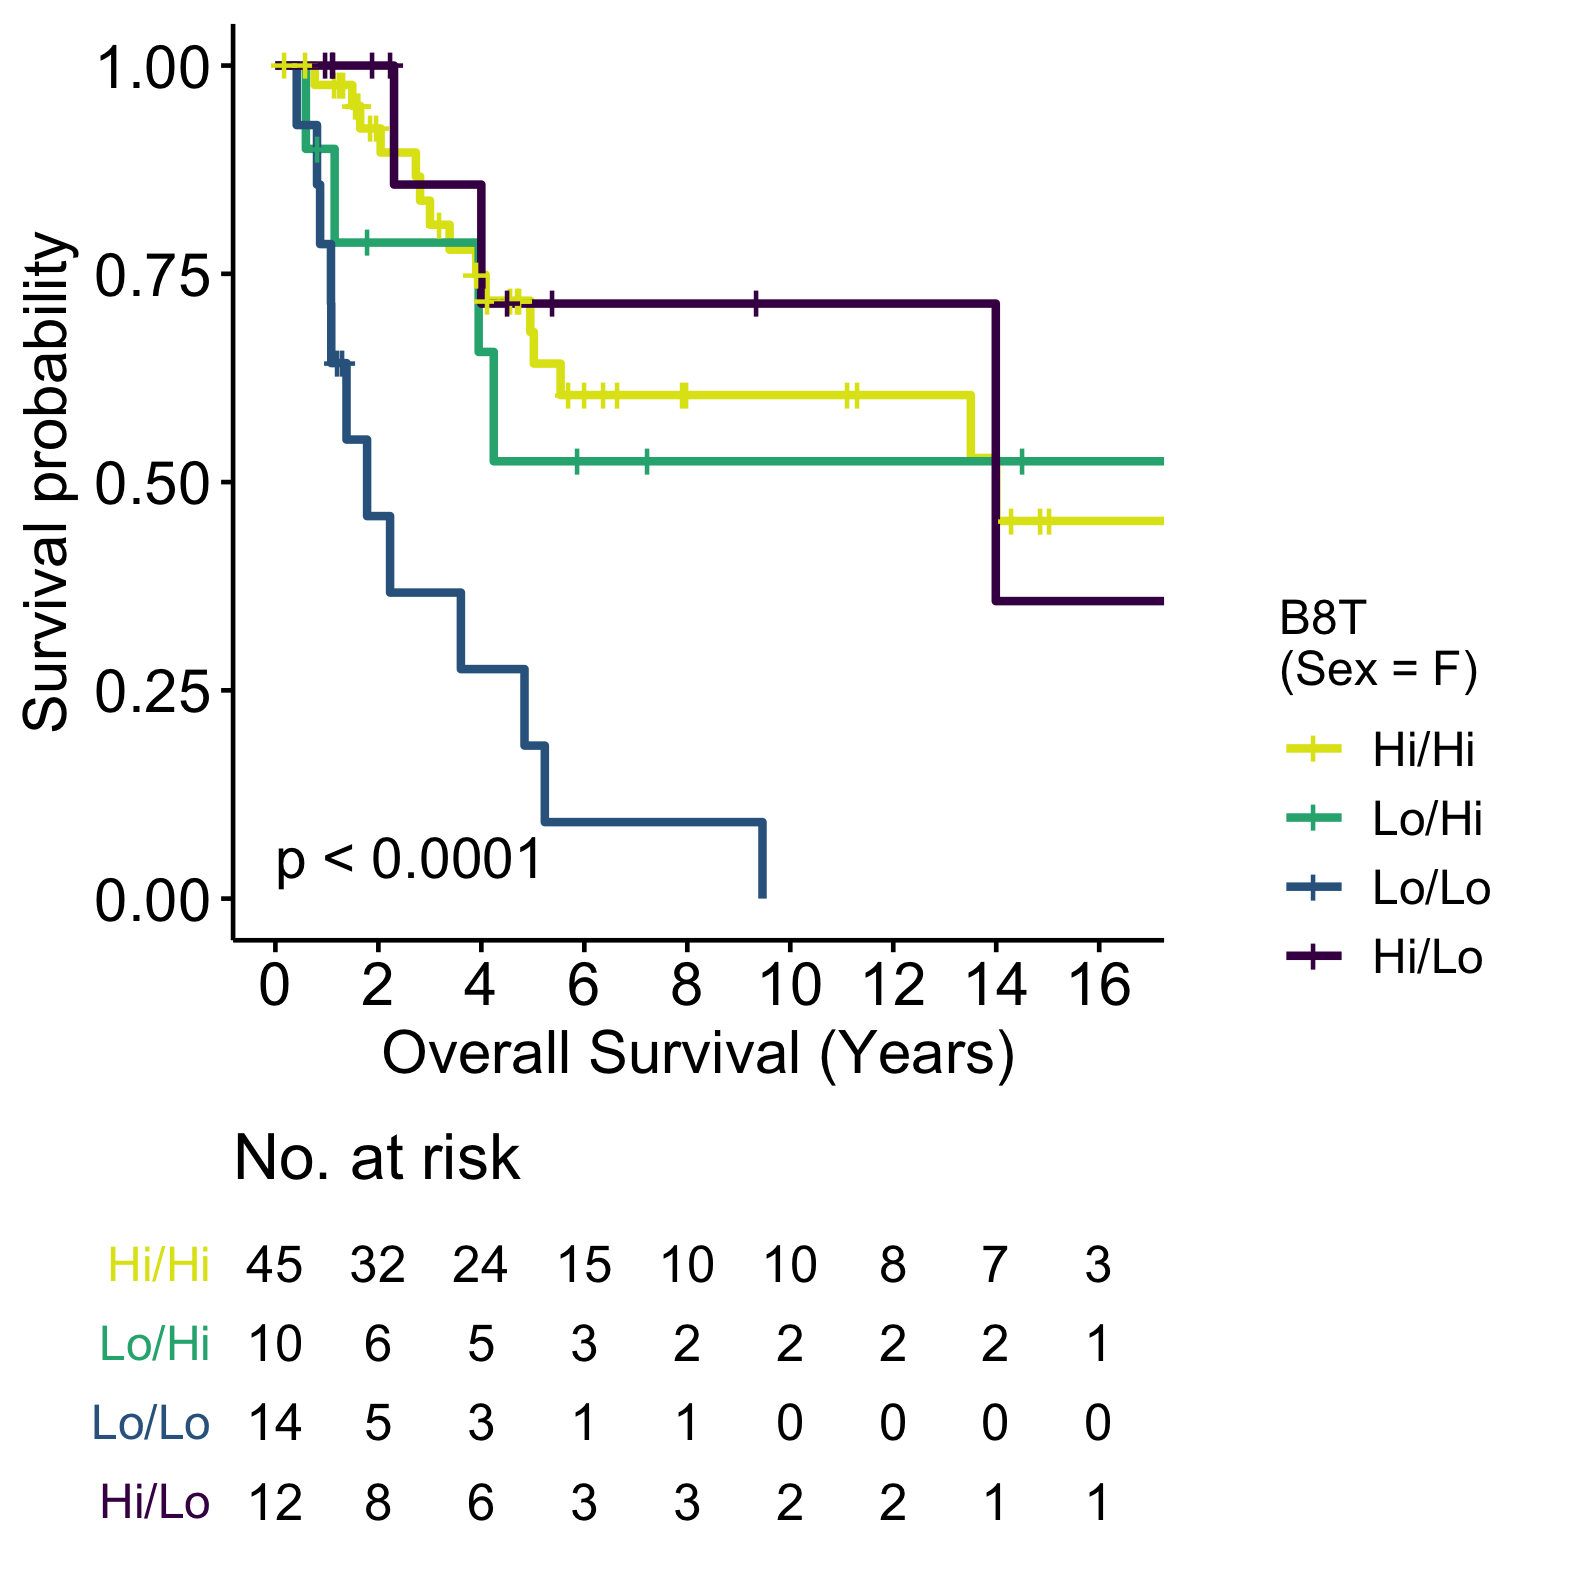 1.00
0.75
0.50
0.25
0.00
Survival probability
p < 0.0001
0 2 4 6 8 10 12 14 16
Overall Survival (Years)
B8T
(Sex = F)
Hi/Hi
Lo/Hi
Lo/Lo
Hi/Lo
No. at risk
Hi/Hi 45 32 24 15 10 10 8 7 3
Lo/Hi 10 6 5 3 2 2 2 2 1
Lo/Lo 14 5 3 1 1 0 0 0 0
Hi/Lo 12 8 6 3 3 2 2 1 1